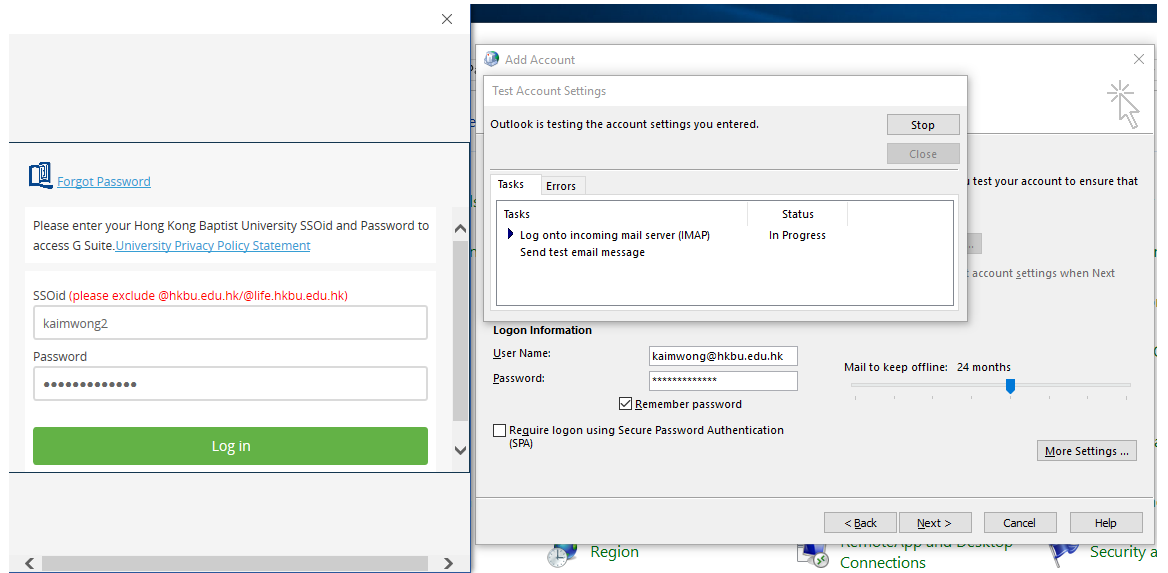 Forgot Password
Please enter your Hong Kong Baptist University SSOid and Password to
access G Suite.University Privacy Policy Statement
SSOid (please exclude @hkbu.edu.hk/@life.hkbu.edu.hk)
kaimwong2
Password
•••••••••••••
Log in
Add Account
Test Account Settings
Outlook is testing the account settings you entered.
Stop
Close
Tasks
Errors
Tasks
Status
Log onto incoming mail server (IMAP)
In Progress
Send test email message
test your account to ensure that
account settings when Next
Logon Information
User Name:
kaimwong@hkbu.edu.hk
Password:
*************
Remember password
Require logon using Secure Password Authentication
(SPA)
Mail to keep offline:
24 months
More Settings ...
< Back
Next >
Cancel
Help
Region
RemoteApp and Desktop
Connections
Security a